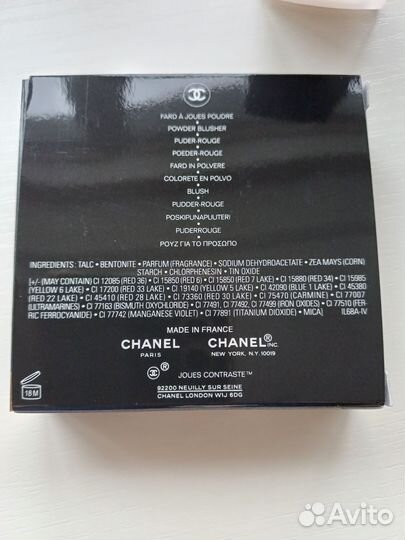 FARD À JOUES POUDRE
POWDER BLUSHER
PUDER-ROUGE
POEDER-ROUGE
FARD IN POLVERE
COLORETE EN POLVO
BLUSH
PUDDER-ROUGE
POSKIPUNAPUUTERI
PUDERROUGE
ΡΟΥΖ ΓΙΑ ΤΟ ΠΡΟΣΩΠΟ
INGREDIENTS: TALC • BENTONITE • PARFUM (FRAGRANCE) • SODIUM DEHYDROACETATE • ZEA MAYS (CORN)
STARCH • CHLORPHENESIN • TIN OXIDE
[+/- (MAY CONTAIN) CI 12085 (RED 36) • CI 15850 (RED 6) • CI 15850 (RED 7 LAKE) • CI 15880 (RED 34) • CI 15985
(YELLOW 6 LAKE) • CI 17200 (RED 33 LAKE) • CI 19140 (YELLOW 5 LAKE) • CI 42090 (BLUE 1 LAKE) • CI 45380
(RED 22 LAKE) • CI 45410 (RED 28 LAKE) • CI 73360 (RED 30 LAKE) • CI 75470 (CARMINE) • CI 77007
(ULTRAMARINES) • CI 77163 (BISMUTH OXYCHLORIDE) • CI 77491, CI 77492, CI 77499 (IRON OXIDES) • CI 77510 (FER-
RIC FERROCYANIDE) • CI 77742 (MANGANESE VIOLET) • CI 77891 (TITANIUM DIOXIDE) • MICA] IL68A-IV
MADE IN FRANCE
CHANEL CHANEL INC.
PARIS NEW YORK, N.Y. 10019
®
JOUES CONTRASTE™
92200 NEUILLY SUR SEINE
CHANEL LONDON W1J 6DG
18 M
Avito